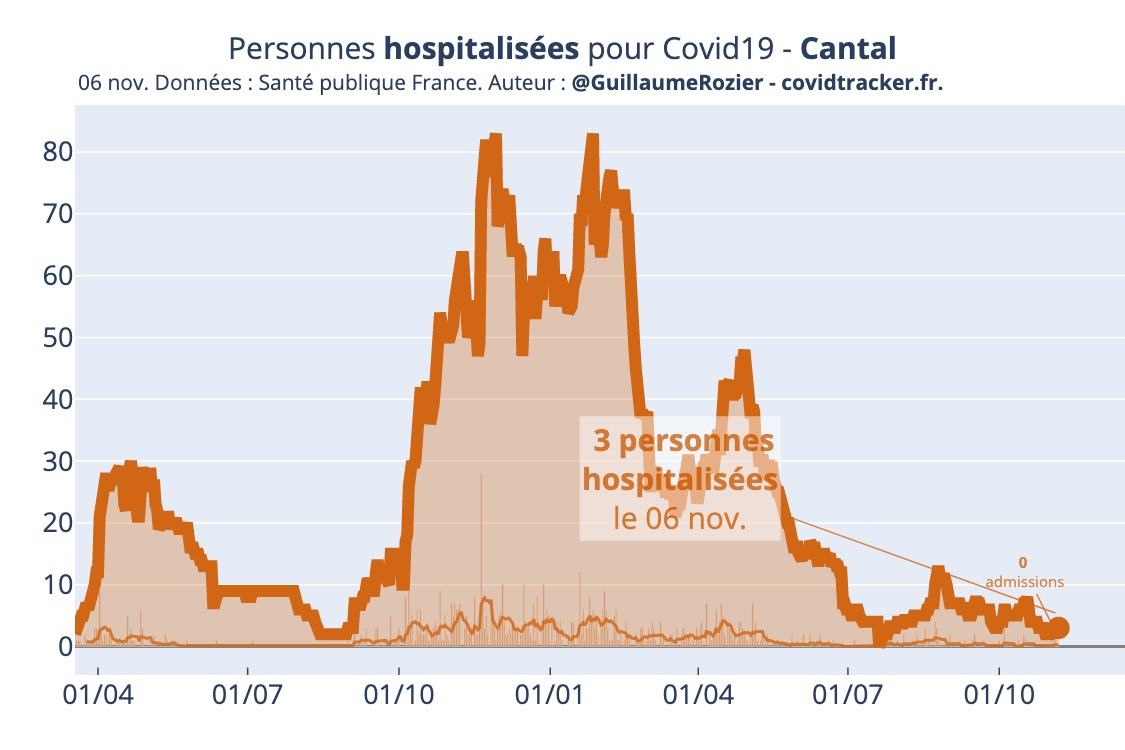 Personnes hospitalisées pour Covid19 - Cantal
06 nov. Données : Santé publique France. Auteur : @GuillaumeRozier - covidtracker.fr.
80
70
60
50
40
30
20
10
0
3 personnes
hospitalisées
le 06 nov.
0
admissions
01/04 01/07 01/10 01/01 01/04 01/07 01/10